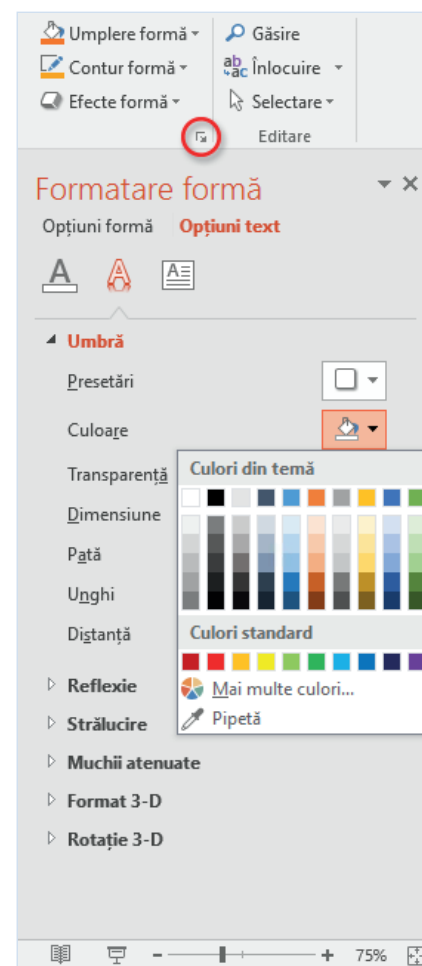 Umplere formă
Găsire
Contur formă
ab
ac Înlocuire
Efecte formă
Selectare
Editare
Formatare formă
Opțiuni formă Opțiuni text
A A A
Umbră
Presetări
Culoare
Transparență
Culori din temă
Dimensiune
Pată
Unghi
Distanță
Culori standard
Mai multe culori...
Pipetă
Reflexie
Strălucire
Muchii atenuate
Format 3-D
Rotație 3-D
- + 75%